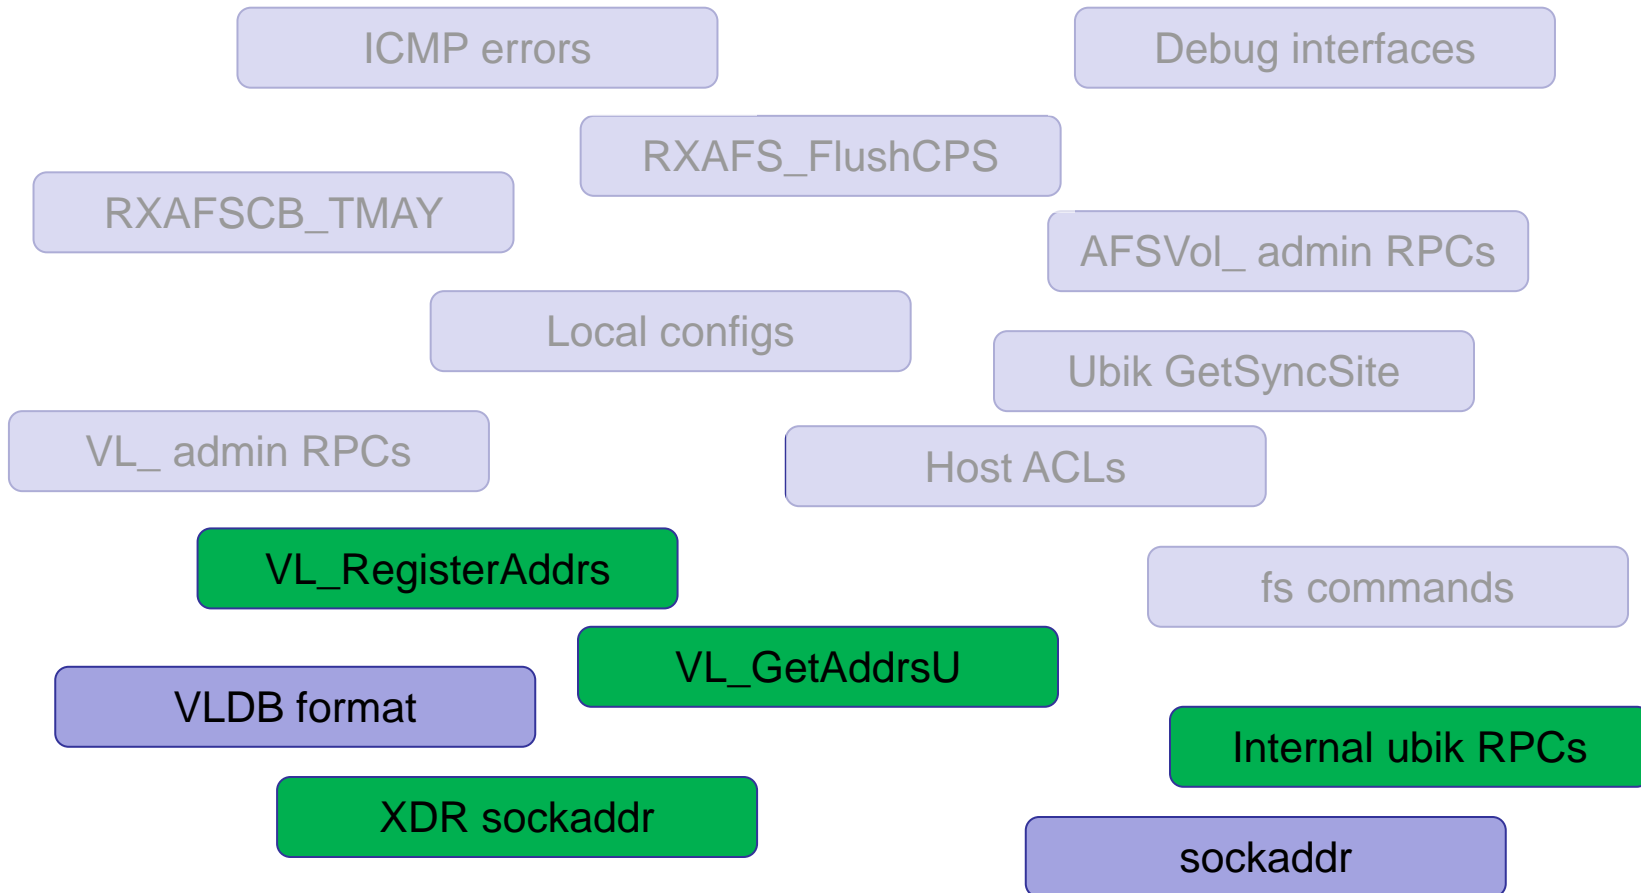 ICMP errors
Debug interfaces
RXAFS_FlushCPS
RXAFSCB_TMAY
AFSVol_ admin RPCs
Local configs
Ubik GetSyncSite
VL_ admin RPCs
Host ACLs
VL_RegisterAddrs
fs commands
VL_GetAddrsU
VLDB format
Internal ubik RPCs
XDR sockaddr
sockaddr